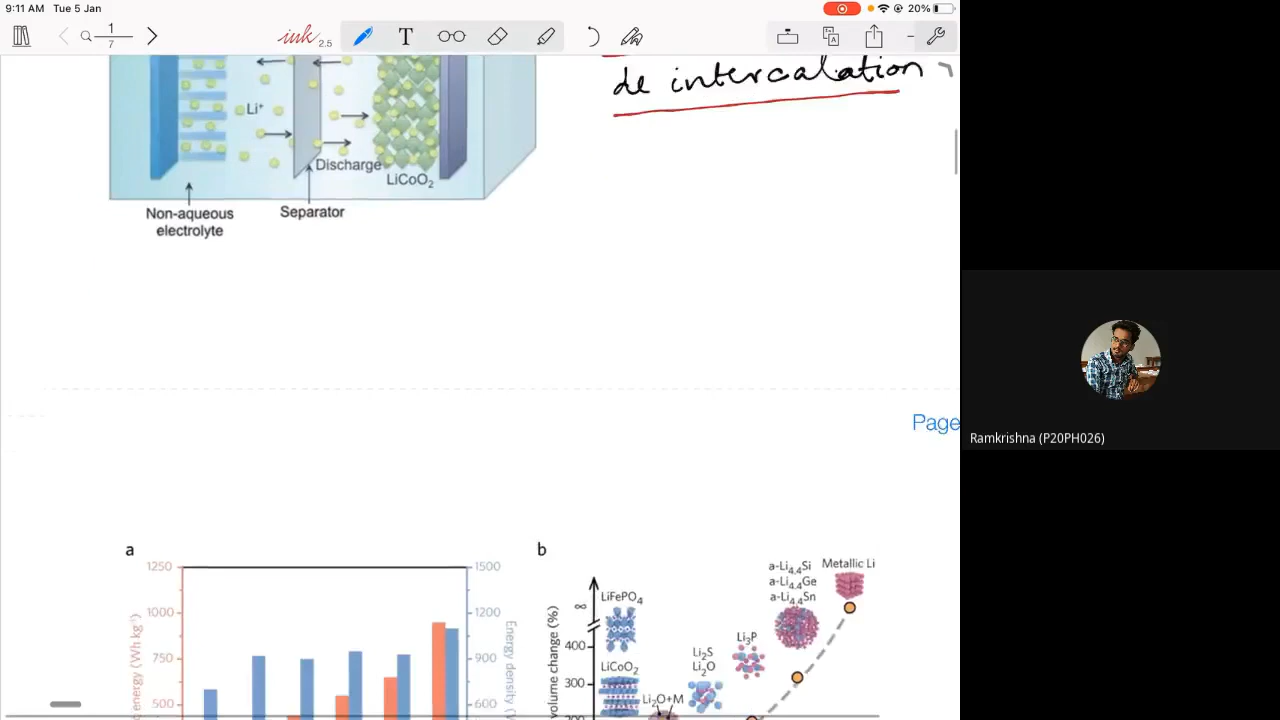 9:11 AM Tue 5 Jan
20%
1
7
ink 2.5
T
de intercalation
Li⁺
Discharge
LiCoO₂
Non-aqueous
electrolyte
Separator
Page
Ramkrishna (P20PH026)
a
1250
1000
750
500
energy (Wh kg⁻¹)
1500
1200
900
600
Energy density (W
b
volume change (%)
∞
400
300
LiFePO₄
LiCoO₂
Li₂O+M
Li₂S
Li₂O
Li₃P
a-Li₄.₄Si
a-Li₄.₄Ge
a-Li₄.₄Sn
Metallic Li